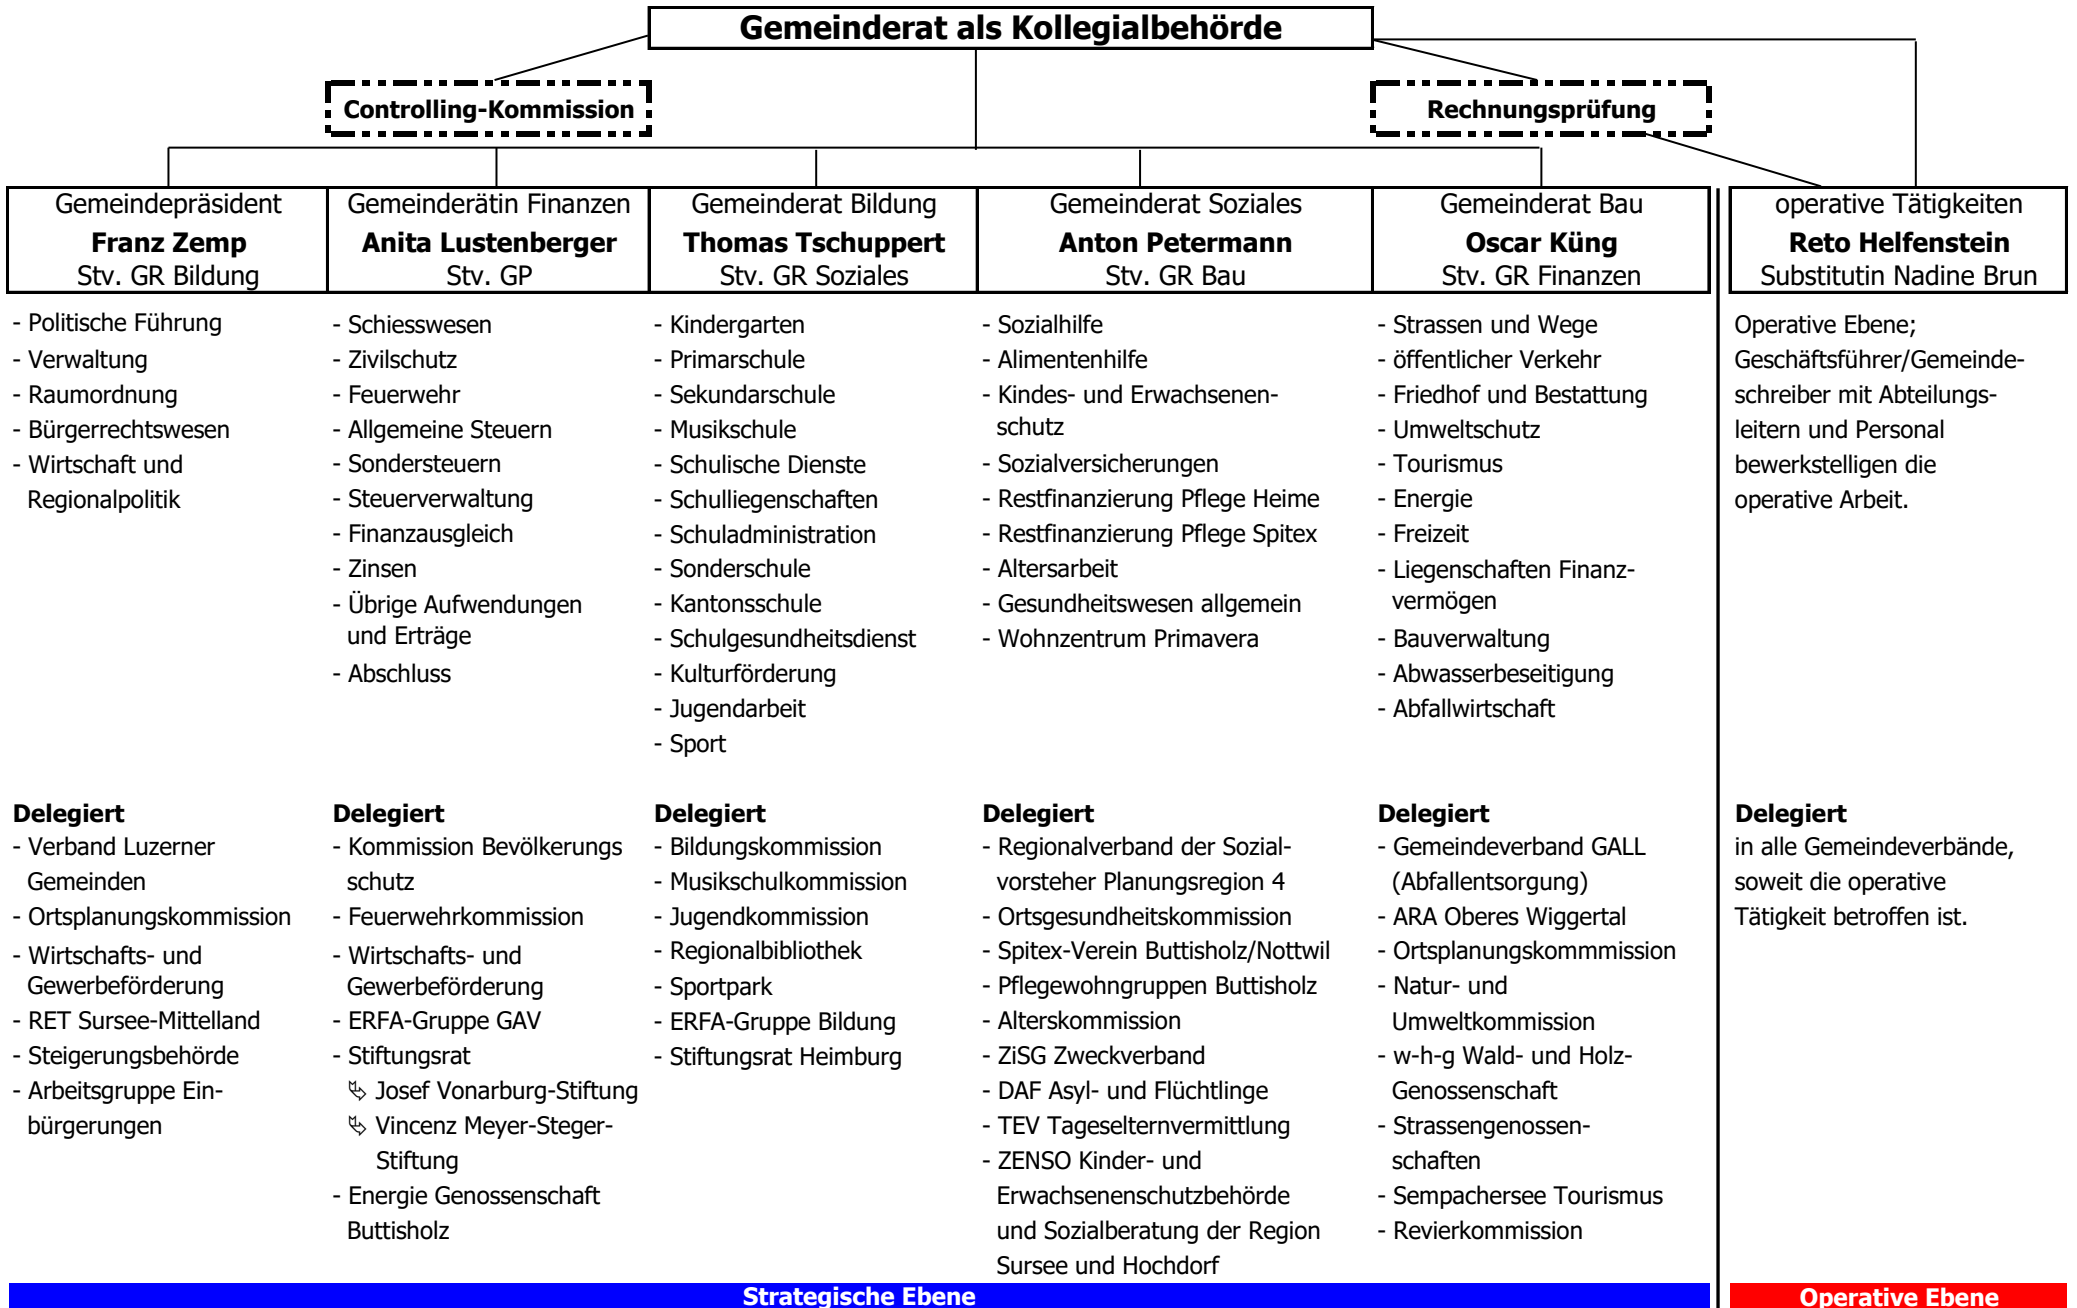 Gemeinderat als Kollegialbehörde
Controlling-Kommission
Rechnungsprüfung
Gemeindepräsident
Franz Zemp
Stv. GR Bildung
Gemeinderätin Finanzen
Anita Lustenberger
Stv. GP
Gemeinderat Bildung
Thomas Tschuppert
Stv. GR Soziales
Gemeinderat Soziales
Anton Petermann
Stv. GR Bau
Gemeinderat Bau
Oscar Küng
Stv. GR Finanzen
operative Tätigkeiten
Reto Helfenstein
Substitutin Nadine Brun
- Politische Führung
- Verwaltung
- Raumordnung
- Bürgerrechtswesen
- Wirtschaft und
Regionalpolitik
- Schiesswesen
- Zivilschutz
- Feuerwehr
- Allgemeine Steuern
- Sondersteuern
- Steuerverwaltung
- Finanzausgleich
- Zinsen
- Übrige Aufwendungen
und Erträge
- Abschluss
- Kindergarten
- Primarschule
- Sekundarschule
- Musikschule
- Schulische Dienste
- Schulliegenschaften
- Schuladministration
- Sonderschule
- Kantonsschule
- Schulgesundheitsdienst
- Kulturförderung
- Jugendarbeit
- Sport
- Sozialhilfe
- Alimentenhilfe
- Kindes- und Erwachsenen-
schutz
- Sozialversicherungen
- Restfinanzierung Pflege Heime
- Restfinanzierung Pflege Spitex
- Altersarbeit
- Gesundheitswesen allgemein
- Wohnzentrum Primavera
- Strassen und Wege
- öffentlicher Verkehr
- Friedhof und Bestattung
- Umweltschutz
- Tourismus
- Energie
- Freizeit
- Liegenschaften Finanz-
vermögen
- Bauverwaltung
- Abwasserbeseitigung
- Abfallwirtschaft
Operative Ebene;
Geschäftsführer/Gemeinde-
schreiber mit Abteilungs-
leitern und Personal
bewerkstelligen die
operative Arbeit.
Delegiert
- Verband Luzerner
Gemeinden
- Ortsplanungskommission
- Wirtschafts- und
Gewerbeförderung
- RET Sursee-Mittelland
- Steigerungsbehörde
- Arbeitsgruppe Ein-
bürgerungen
Delegiert
- Kommission Bevölkerungs
schutz
- Feuerwehrkommission
- Wirtschafts- und
Gewerbeförderung
- ERFA-Gruppe GAV
- Stiftungsrat
⤷ Josef Vonarburg-Stiftung
⤷ Vincenz Meyer-Steger-
Stiftung
- Energie Genossenschaft
Buttisholz
Delegiert
- Bildungskommission
- Musikschulkommission
- Jugendkommission
- Regionalbibliothek
- Sportpark
- ERFA-Gruppe Bildung
- Stiftungsrat Heimburg
Delegiert
- Regionalverband der Sozial-
vorsteher Planungsregion 4
- Ortsgesundheitskommission
- Spitex-Verein Buttisholz/Nottwil
- Pflegewohngruppen Buttisholz
- Alterskommission
- ZiSG Zweckverband
- DAF Asyl- und Flüchtlinge
- TEV Tageselternvermittlung
- ZENSO Kinder- und
Erwachsenenschutzbehörde
und Sozialberatung der Region
Sursee und Hochdorf
Delegiert
- Gemeindeverband GALL
(Abfallentsorgung)
- ARA Oberes Wiggertal
- Ortsplanungskommmission
- Natur- und
Umweltkommission
- w-h-g Wald- und Holz-
Genossenschaft
- Strassengenossen-
schaften
- Sempachersee Tourismus
- Revierkommission
Delegiert
in alle Gemeindeverbände,
soweit die operative
Tätigkeit betroffen ist.
Strategische Ebene
Operative Ebene